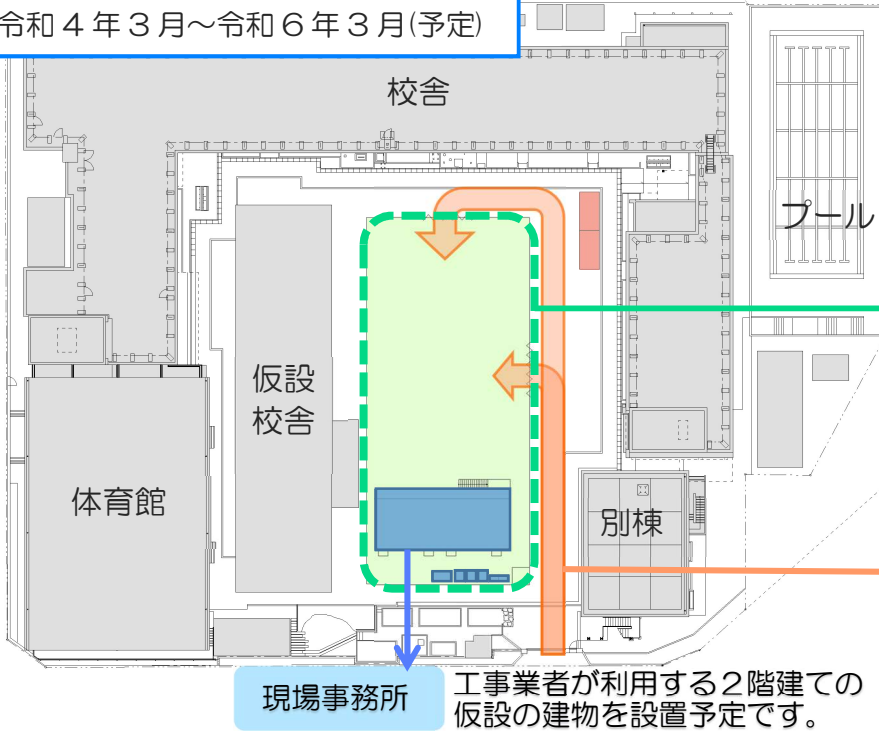 令和４年３月～令和６年３月(予定)
校舎
プール
仮設
校舎
体育館
別棟
現場事務所
工事業者が利用する２階建ての
仮設の建物を設置予定です。